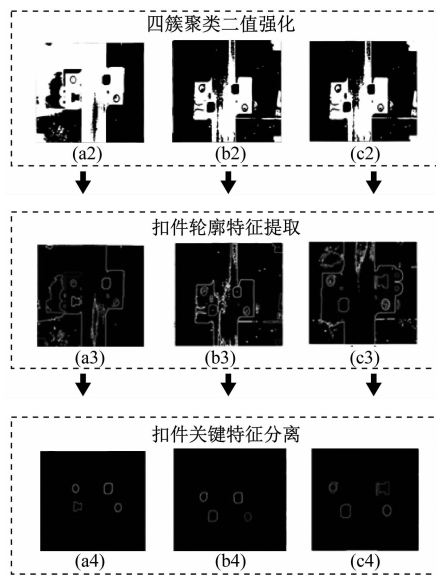 四簇聚类二值强化
(a2) (b2) (c2)
扣件轮廓特征提取
(a3) (b3) (c3)
扣件关键特征分离
(a4) (b4) (c4)